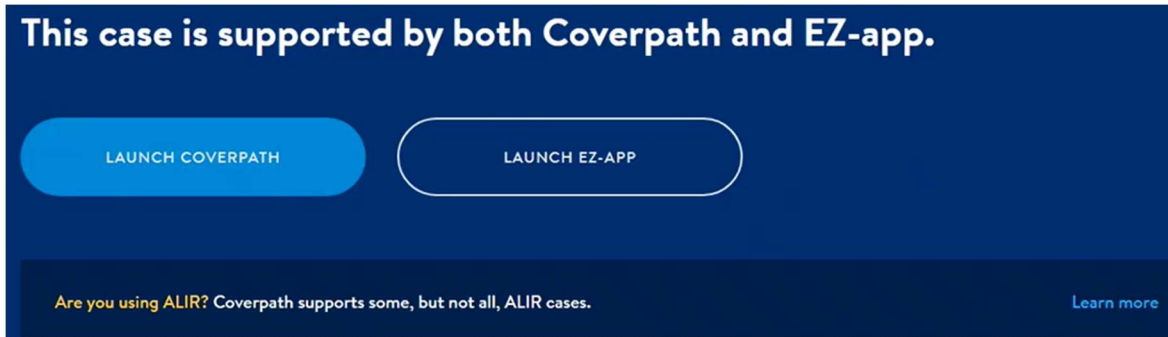 This case is supported by both Coverpath and EZ-app.
LAUNCH COVERPATH
LAUNCH EZ-APP
Are you using ALIR? Coverpath supports some, but not all, ALIR cases.
Learn more